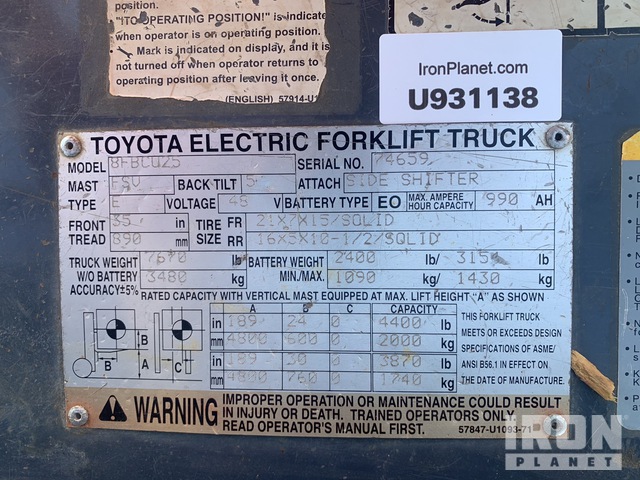 position.
"ITO OPERATING POSITION!" is indicate
when operator is on operating position.
• Mark is indicated on display, and it is
not turned off when operator returns to
operating position after leaving it once.
(ENGLISH) 57914-U1
IronPlanet.com
U931138
TOYOTA ELECTRIC FORKLIFT TRUCK
MODEL 8FBCU25 SERIAL NO. 74659
MAST FSV BACK TILT 5 ATTACH SIDE SHIFTER
TYPE E VOLTAGE 48 V BATTERY TYPE EO MAX. AMPERE HOUR CAPACITY 990 AH
FRONT 35 in TIRE FR 21X7X15/SOLID
TREAD 890 mm SIZE RR 16X5X10-1/2/SOLID
TRUCK WEIGHT 7670 lb BATTERY WEIGHT 2400 lb/ 3150 lb
W/O BATTERY 3480 kg MIN./MAX. 1090 kg/ 1430 kg
ACCURACY±5%
RATED CAPACITY WITH VERTICAL MAST EQUIPPED AT MAX. LIFT HEIGHT "A" AS SHOWN
A B C CAPACITY
in 189 24 0 4400 lb
mm 4800 600 0 2000 kg
in 189 30 0 3870 lb
mm 4800 760 0 1740 kg
B A C B
THIS FORKLIFT TRUCK
MEETS OR EXCEEDS DESIGN
SPECIFICATIONS OF ASME/
ANSI B56.1 IN EFFECT ON
THE DATE OF MANUFACTURE.
WARNING
IMPROPER OPERATION OR MAINTENANCE COULD RESULT
IN INJURY OR DEATH. TRAINED OPERATORS ONLY.
READ OPERATOR'S MANUAL FIRST. 57847-U1093-71
IRON
PLANET